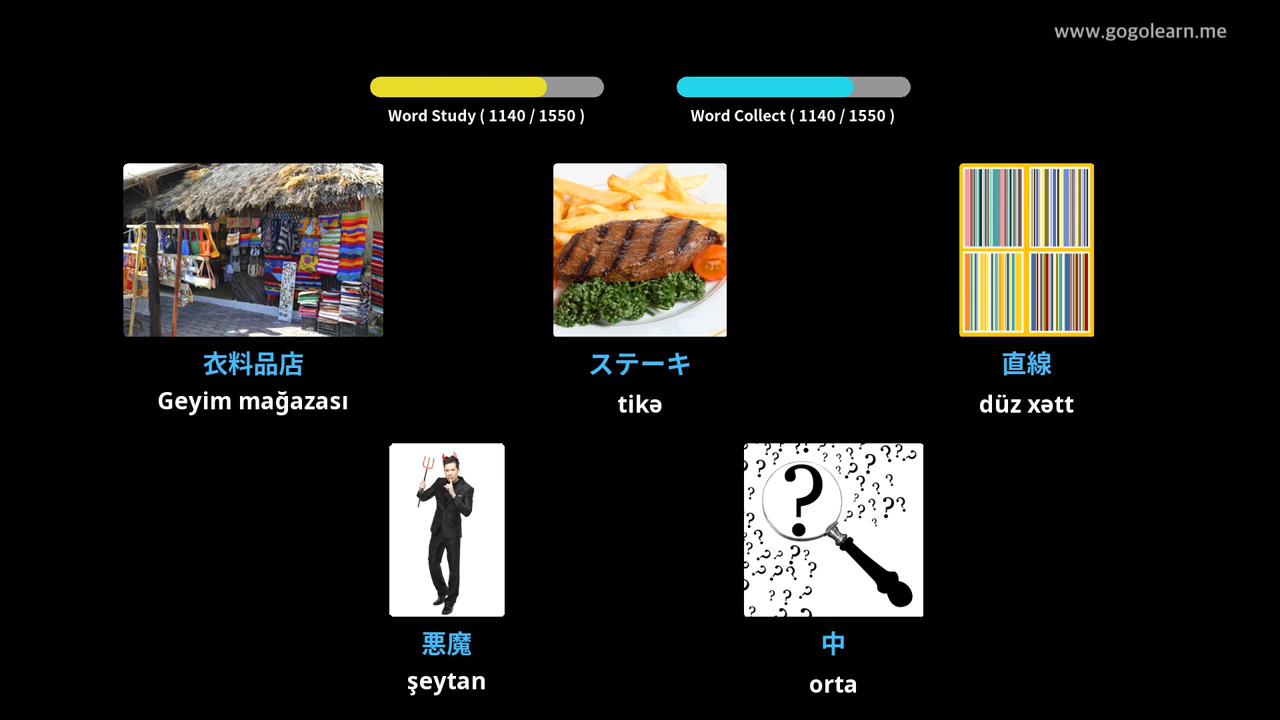 www.gogolearn.me
Word Study ( 1140 / 1550 )
Word Collect ( 1140 / 1550 )
衣料品店
ステーキ
直線
Geyim mağazası
tikə
düz xətt
悪魔
中
şeytan
orta